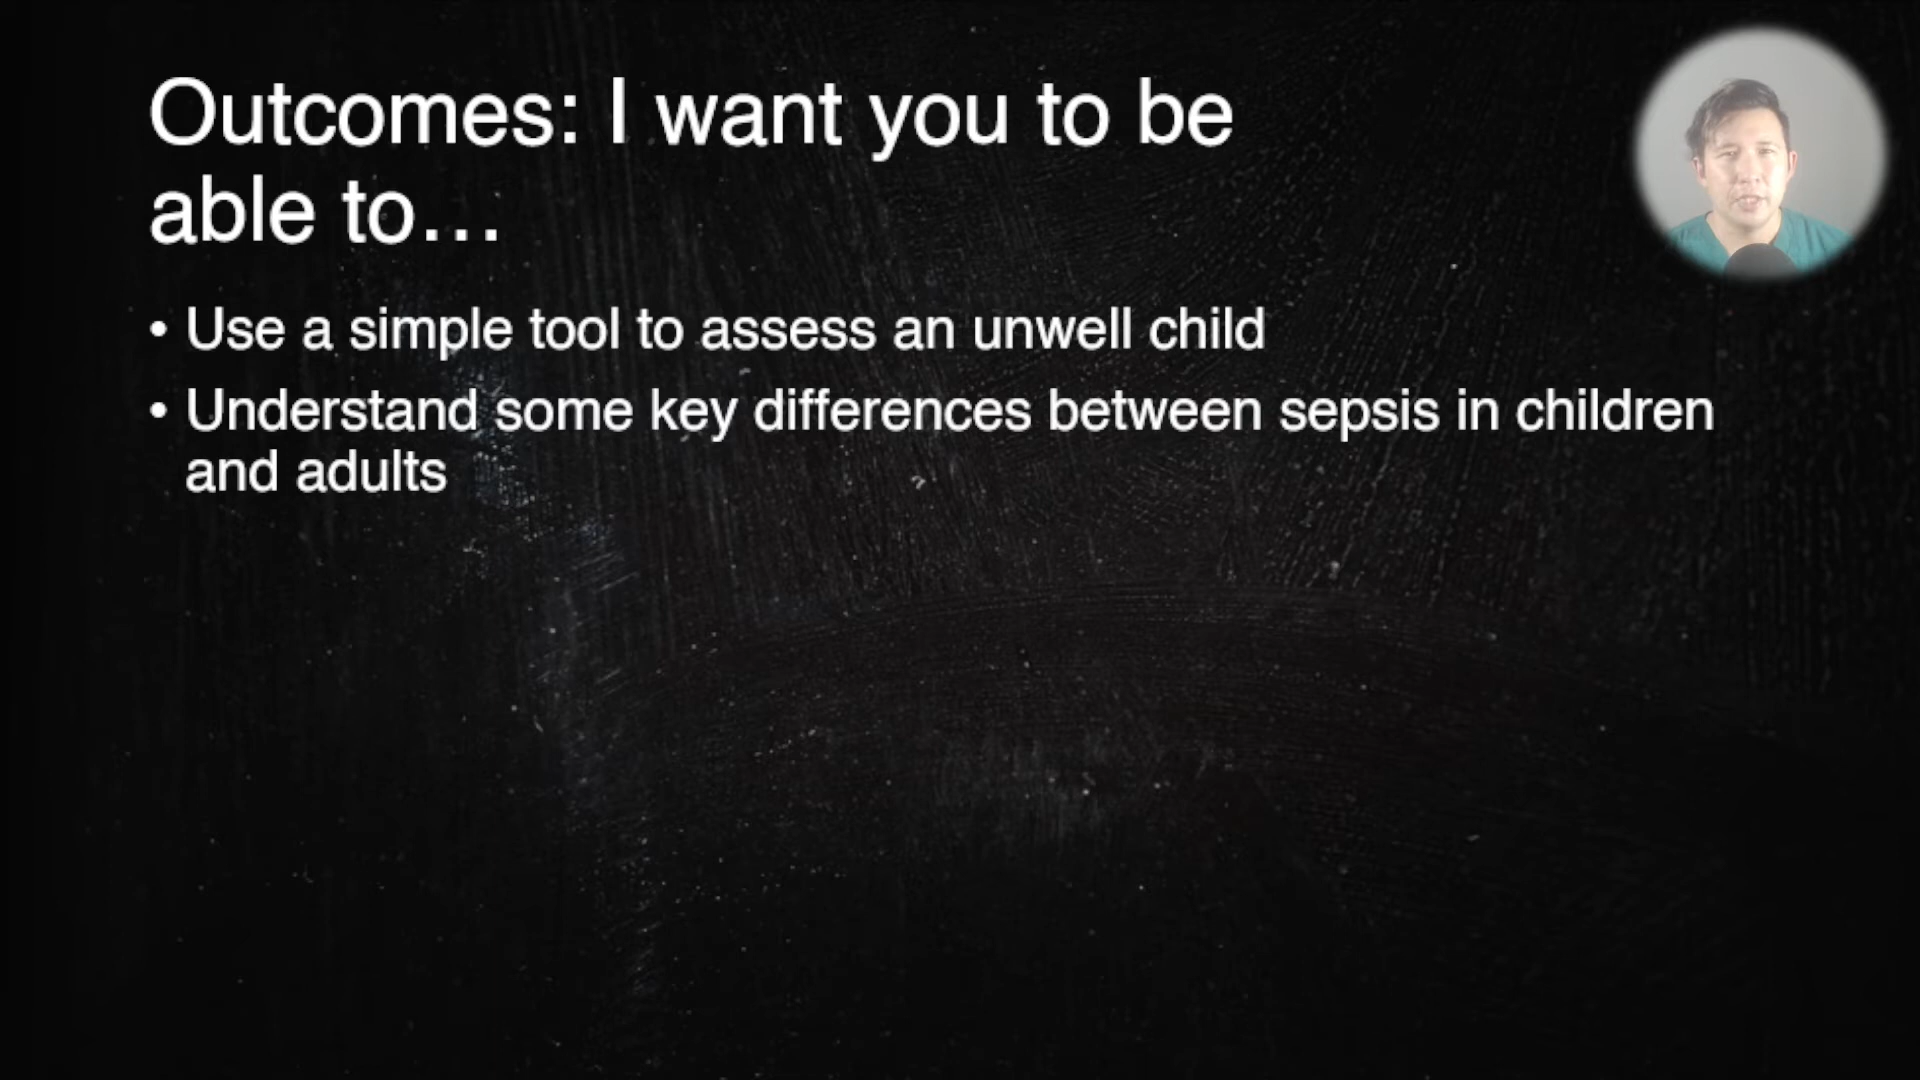 Outcomes: I want you to be
able to…
• Use a simple tool to assess an unwell child
• Understand some key differences between sepsis in children
and adults